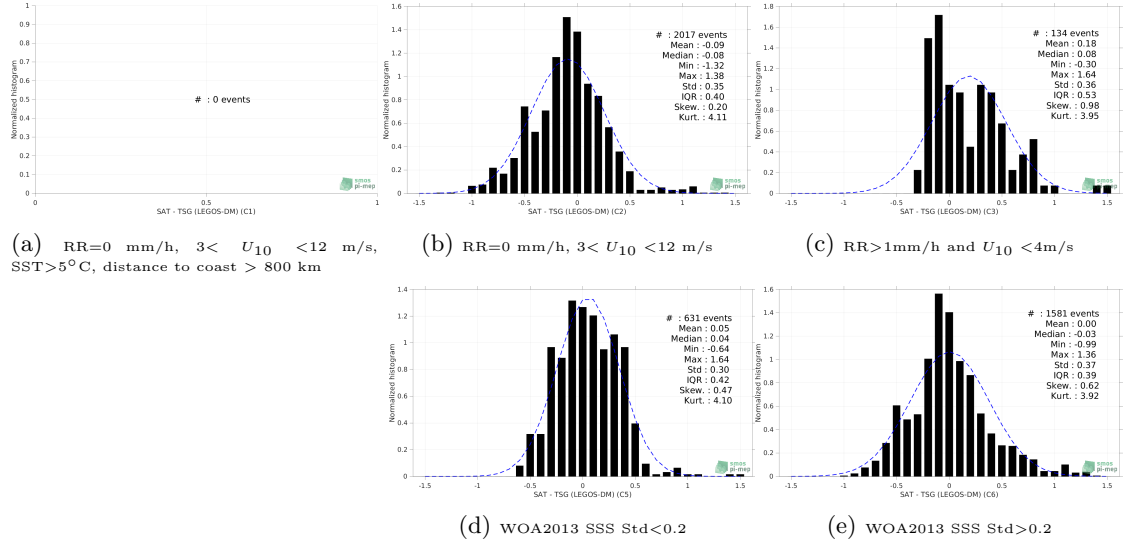 1
0.9
0.8
0.7
0.6
0.5
0.4
0.3
0.2
0.1
0
Normalized histogram
# : 0 events
smos
pi-mep
0 0.5 1
SAT - TSG (LEGOS-DM) (C1)
(a) RR=0 mm/h, 3< U10 <12 m/s,
SST>5°C, distance to coast > 800 km
1.6
1.4
1.2
1
0.8
0.6
0.4
0.2
0
Normalized histogram
# : 2017 events
Mean : -0.09
Median : -0.08
Min : -1.32
Max : 1.38
Std : 0.35
IQR : 0.40
Skew. : 0.20
Kurt. : 4.11
smos
pi-mep
-1.5 -1 -0.5 0 0.5 1 1.5
SAT - TSG (LEGOS-DM) (C2)
(b) RR=0 mm/h, 3< U10 <12 m/s
1.8
1.6
1.4
1.2
1
0.8
0.6
0.4
0.2
0
Normalized histogram
# : 134 events
Mean : 0.18
Median : 0.08
Min : -0.30
Max : 1.64
Std : 0.36
IQR : 0.53
Skew. : 0.98
Kurt. : 3.95
smos
pi-mep
-1.5 -1 -0.5 0 0.5 1 1.5
SAT - TSG (LEGOS-DM) (C3)
(c) RR>1mm/h and U10 <4m/s
1.4
1.2
1
0.8
0.6
0.4
0.2
0
Normalized histogram
# : 631 events
Mean : 0.05
Median : 0.04
Min : -0.64
Max : 1.64
Std : 0.30
IQR : 0.42
Skew. : 0.47
Kurt. : 4.10
smos
pi-mep
-1.5 -1 -0.5 0 0.5 1 1.5
SAT - TSG (LEGOS-DM) (C5)
(d) WOA2013 SSS Std<0.2
1.6
1.4
1.2
1
0.8
0.6
0.4
0.2
0
Normalized histogram
# : 1581 events
Mean : 0.00
Median : -0.03
Min : -0.99
Max : 1.36
Std : 0.37
IQR : 0.39
Skew. : 0.62
Kurt. : 3.92
smos
pi-mep
-1.5 -1 -0.5 0 0.5 1 1.5
SAT - TSG (LEGOS-DM) (C6)
(e) WOA2013 SSS Std>0.2